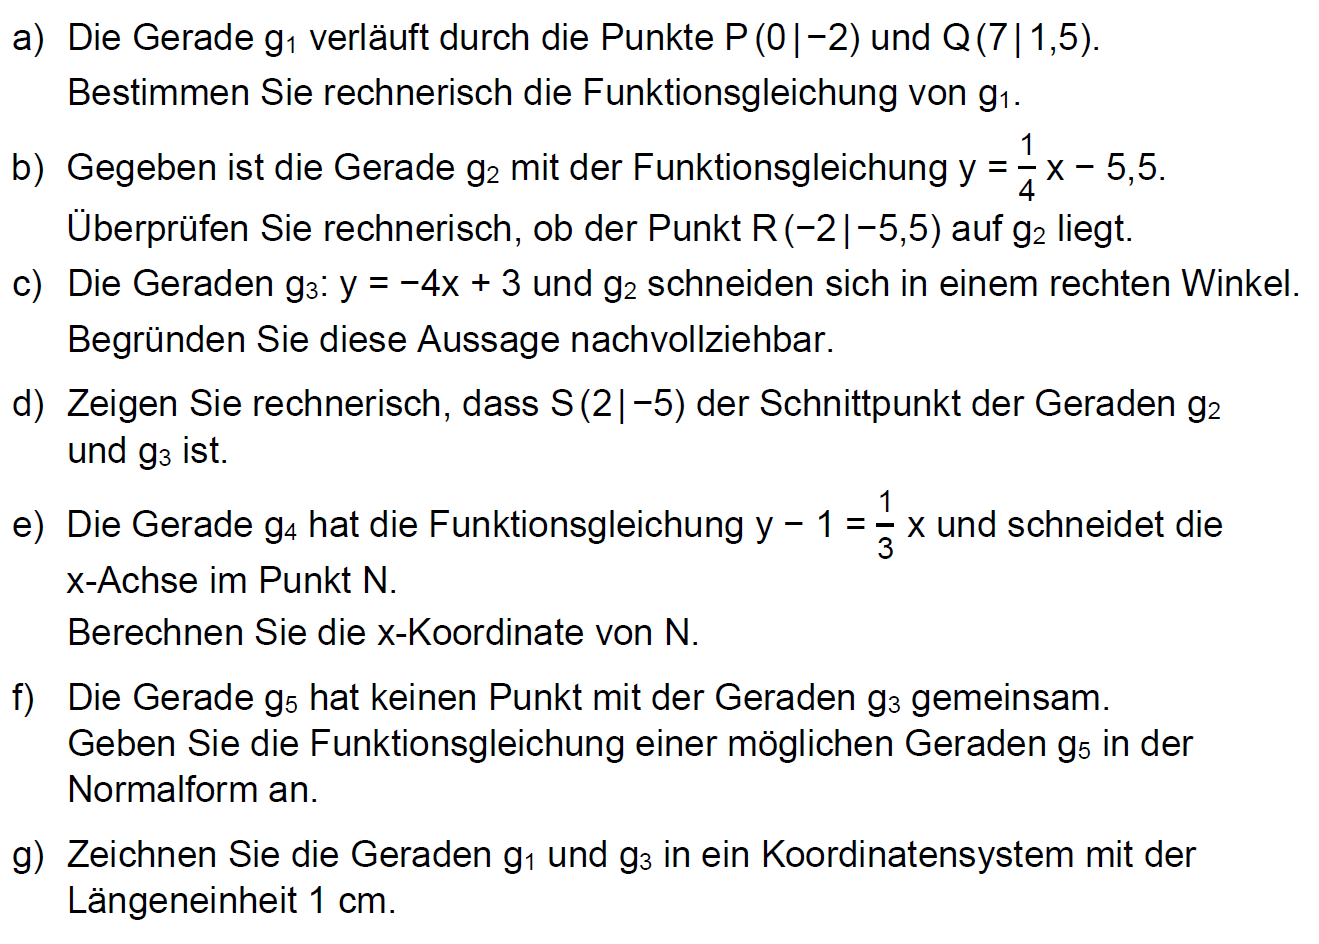 a) Die Gerade g₁ verläuft durch die Punkte P (0 | −2) und Q (7 | 1,5).
Bestimmen Sie rechnerisch die Funktionsgleichung von g₁.
b) Gegeben ist die Gerade g₂ mit der Funktionsgleichung y = 1/4 x − 5,5.
Überprüfen Sie rechnerisch, ob der Punkt R (−2 | −5,5) auf g₂ liegt.
c) Die Geraden g₃: y = −4x + 3 und g₂ schneiden sich in einem rechten Winkel.
Begründen Sie diese Aussage nachvollziehbar.
d) Zeigen Sie rechnerisch, dass S (2 | −5) der Schnittpunkt der Geraden g₂
und g₃ ist.
e) Die Gerade g₄ hat die Funktionsgleichung y − 1 = 1/3 x und schneidet die
x-Achse im Punkt N.
Berechnen Sie die x-Koordinate von N.
f) Die Gerade g₅ hat keinen Punkt mit der Geraden g₃ gemeinsam.
Geben Sie die Funktionsgleichung einer möglichen Geraden g₅ in der
Normalform an.
g) Zeichnen Sie die Geraden g₁ und g₃ in ein Koordinatensystem mit der
Längeneinheit 1 cm.